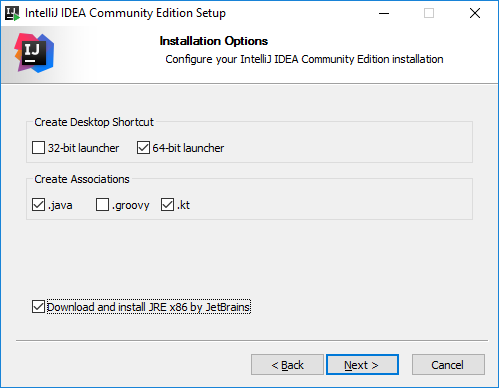 IntelliJ IDEA Community Edition Setup
IJ
Installation Options
Configure your IntelliJ IDEA Community Edition installation
Create Desktop Shortcut
32-bit launcher 64-bit launcher
Create Associations
.java .groovy .kt
Download and install JRE x86 by JetBrains
< Back Next > Cancel